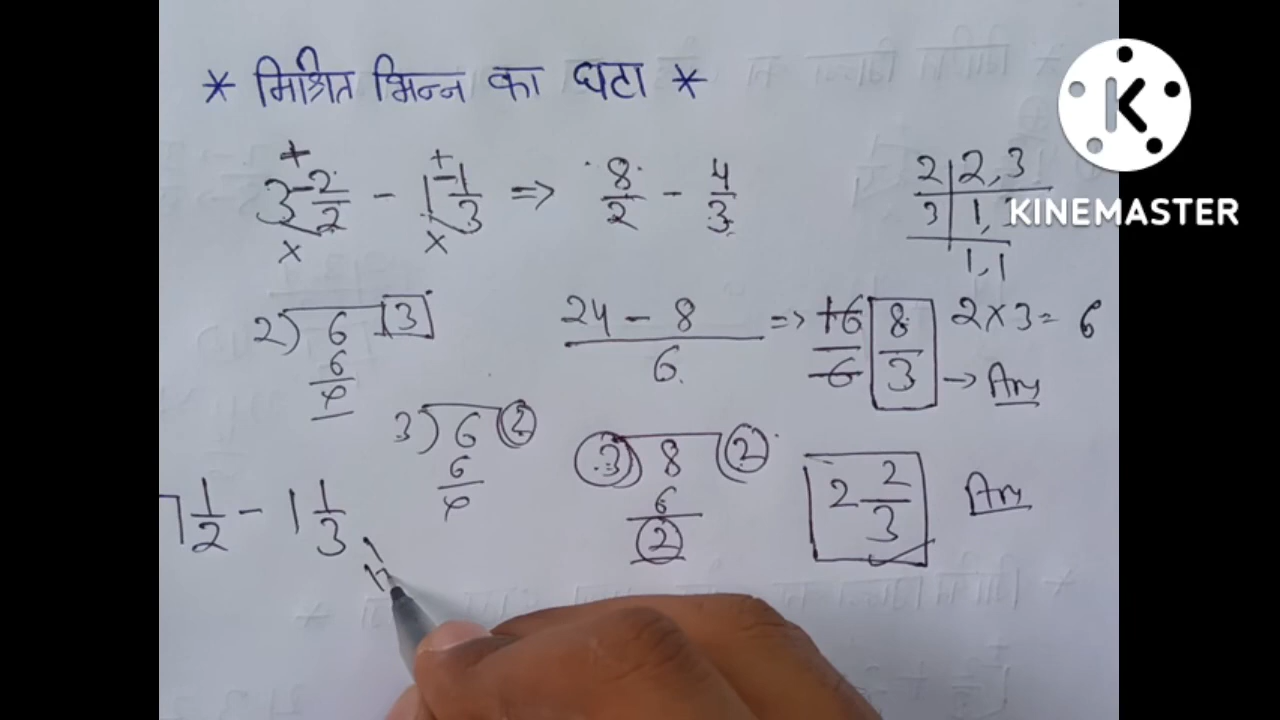 * मिश्रित भिन्न का घटा *
3 2/2 - 1 1/3 => 8/2 - 4/3
+ +
x x
2 | 2, 3
3 | 1,
1, 1
KINEMASTER
2) 6 (3
6
24 - 8 / 6 => 16/6 8/3 → Ans
2 x 3 = 6
3) 6 (2
6
3) 8 (2
6
2
2 2/3 Ans
1 1/2 - 1 1/3